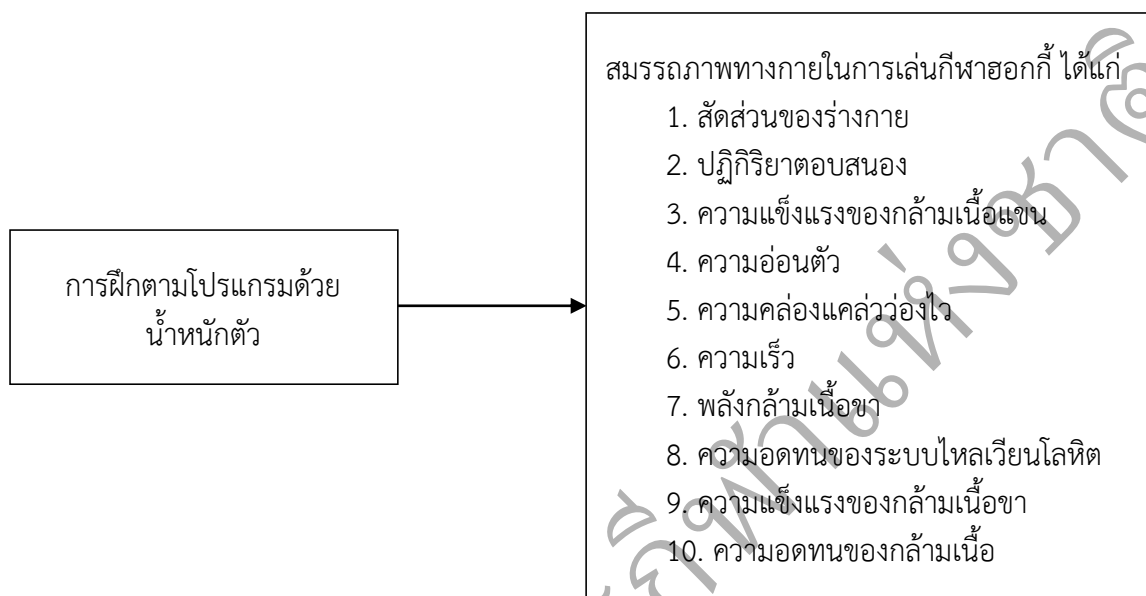 การฝึกตามโปรแกรมด้วย
น้ำหนักตัว
สมรรถภาพทางกายในการเล่นกีฬาฮอกกี้ ได้แก่
1. สัดส่วนของร่างกาย
2. ปฏิกิริยาตอบสนอง
3. ความแข็งแรงของกล้ามเนื้อแขน
4. ความอ่อนตัว
5. ความคล่องแคล่วว่องไว
6. ความเร็ว
7. พลังกล้ามเนื้อขา
8. ความอดทนของระบบไหลเวียนโลหิต
9. ความแข็งแรงของกล้ามเนื้อขา
10. ความอดทนของกล้ามเนื้อ